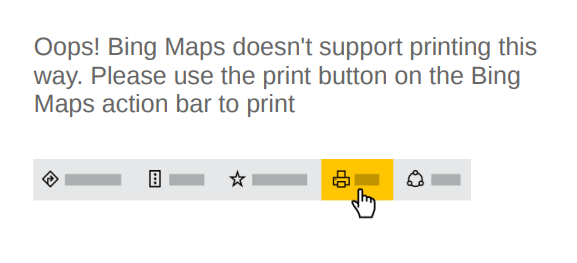 Oops! Bing Maps doesn't support printing this
way. Please use the print button on the Bing
Maps action bar to print